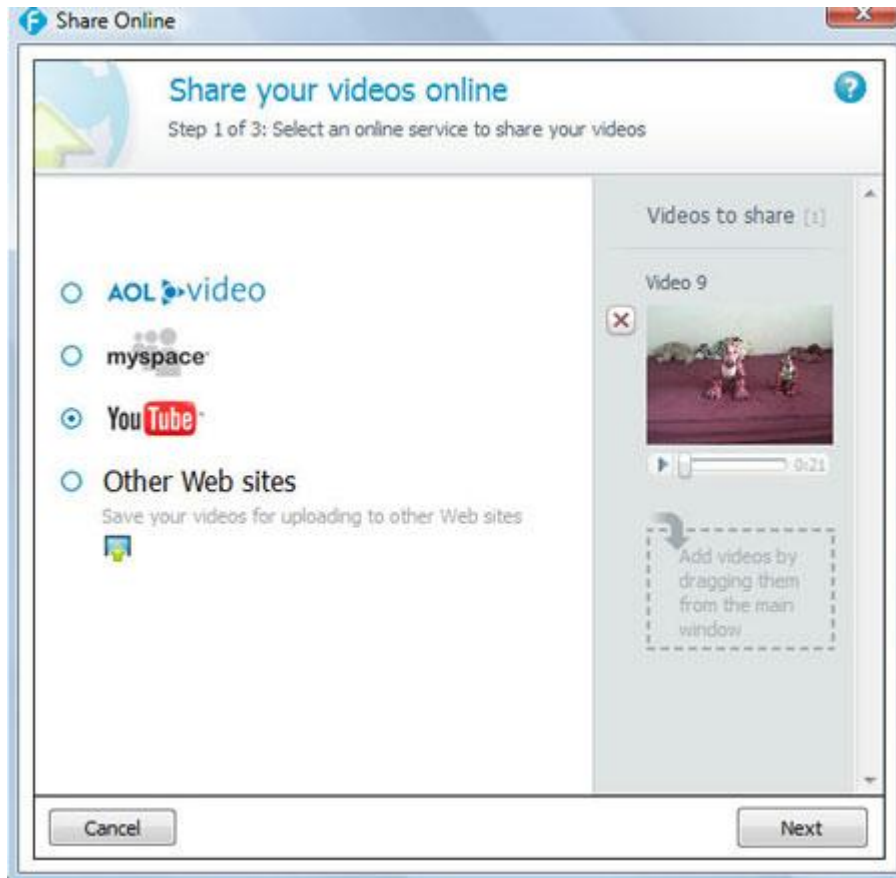 Share Online
Share your videos online
Step 1 of 3: Select an online service to share your videos
AOL video
myspace
YouTube
Other Web sites
Save your videos for uploading to other Web sites
Videos to share [1]
Video 9
0:21
Add videos by
dragging them
from the main
window
Cancel
Next